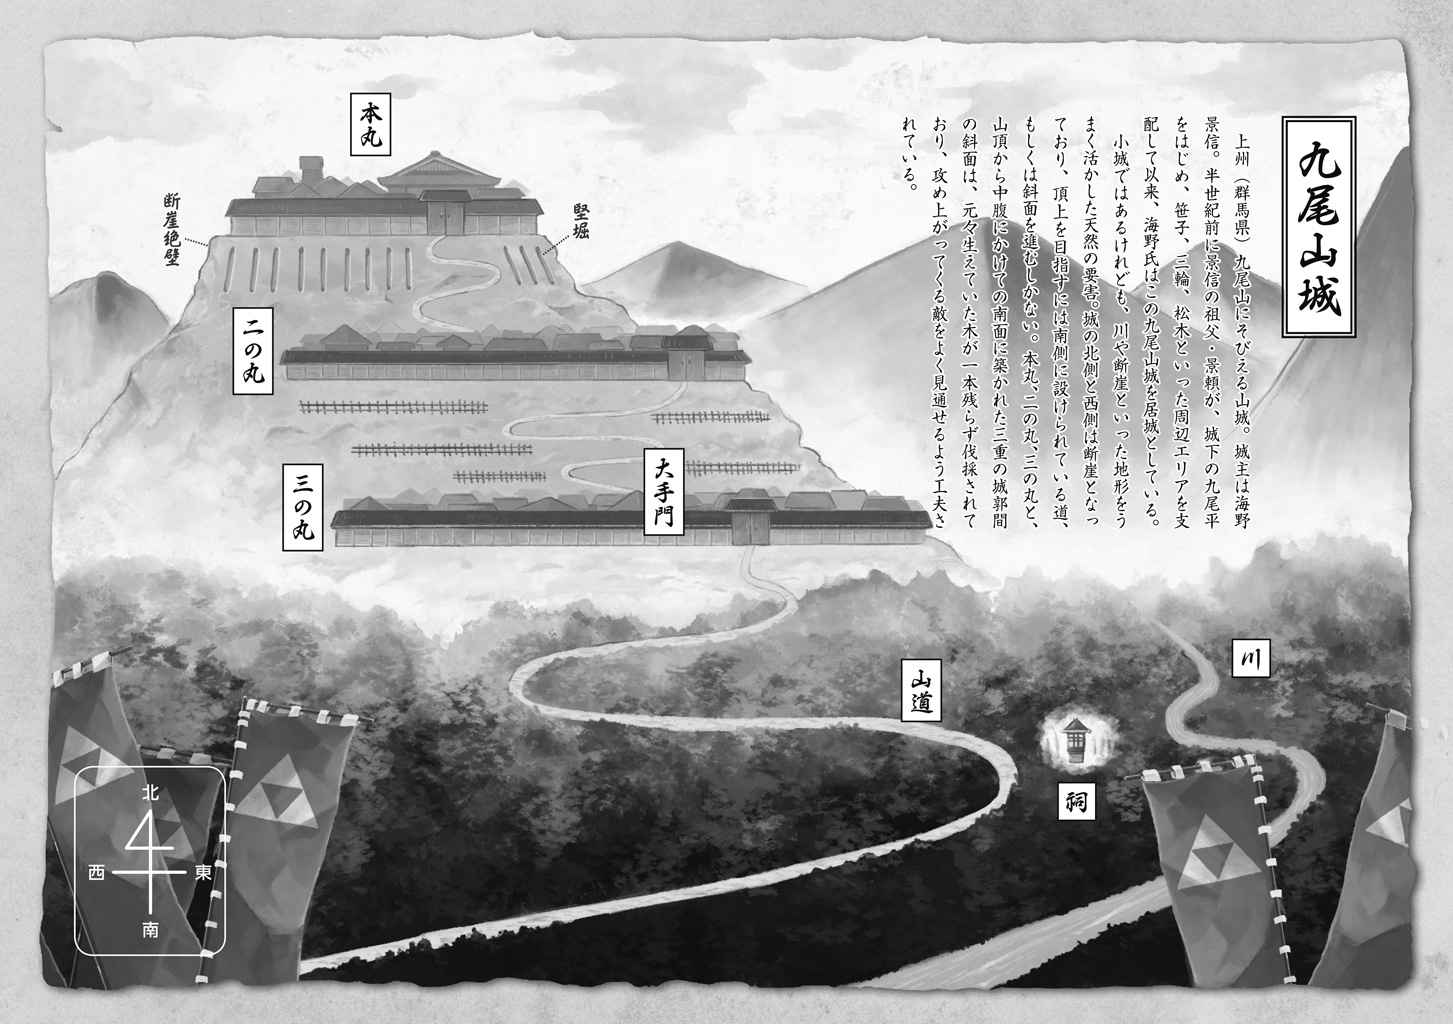 九尾山城
　上州（群馬県）九尾山にそびえる山城。城主は海野
景信。半世紀前に景信の祖父・景頼が、城下の九尾平
をはじめ、笹子、三輪、松木といった周辺エリアを支
配して以来、海野氏はこの九尾山城を居城としている。
　小城ではあるけれども、川や断崖といった地形をう
まく活かした天然の要害。城の北側と西側は断崖となっ
ており、頂上を目指すには南側に設けられている道、
もしくは斜面を進むしかない。本丸、二の丸、三の丸と、
山頂から中腹にかけての南面に築かれた三重の城郭間
の斜面は、元々生えていた木が一本残らず伐採されて
おり、攻め上がってくる敵をよく見通せるよう工夫さ
れている。
本丸
竪堀
断崖絶壁
二の丸
大手門
三の丸
川
山道
祠
北
東
西
南